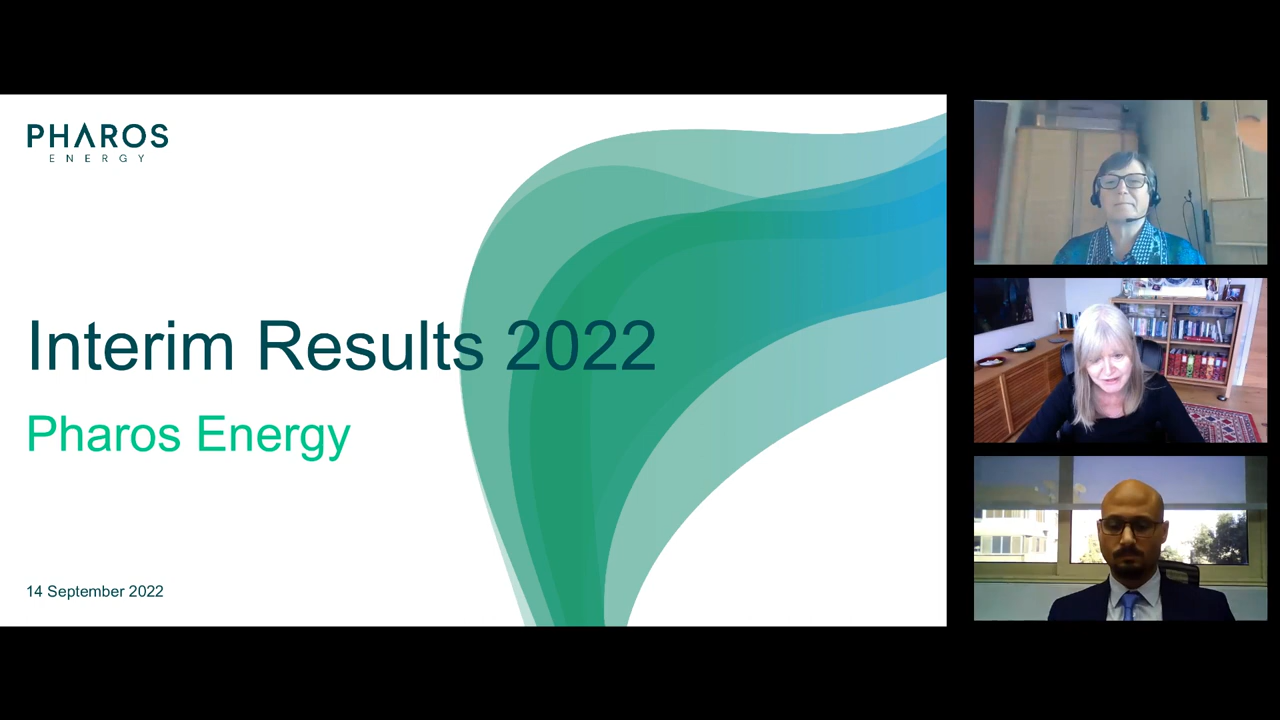 PHAROS
ENERGY
Interim Results 2022
Pharos Energy
14 September 2022